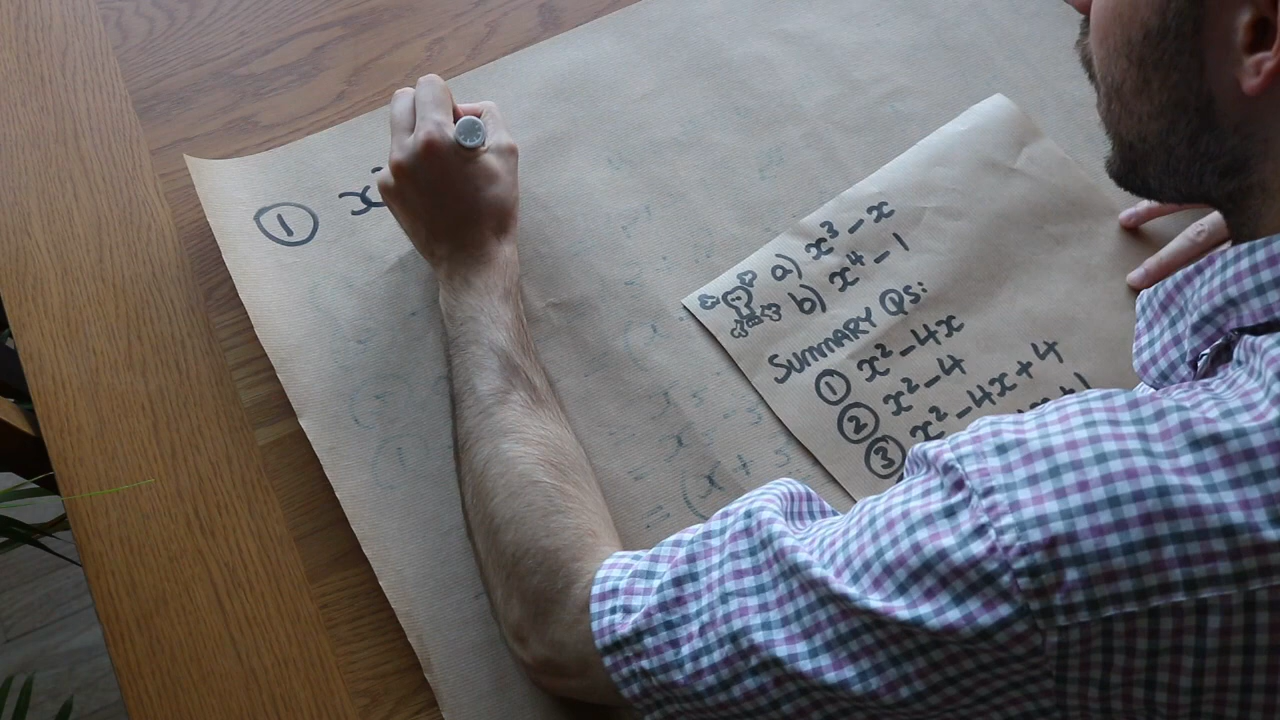 ① x
a) x³ – x
b) x⁴ – 1
SUMMARY QS:
① x² – 4x
② x² – 4
③ x² – 4x + 4